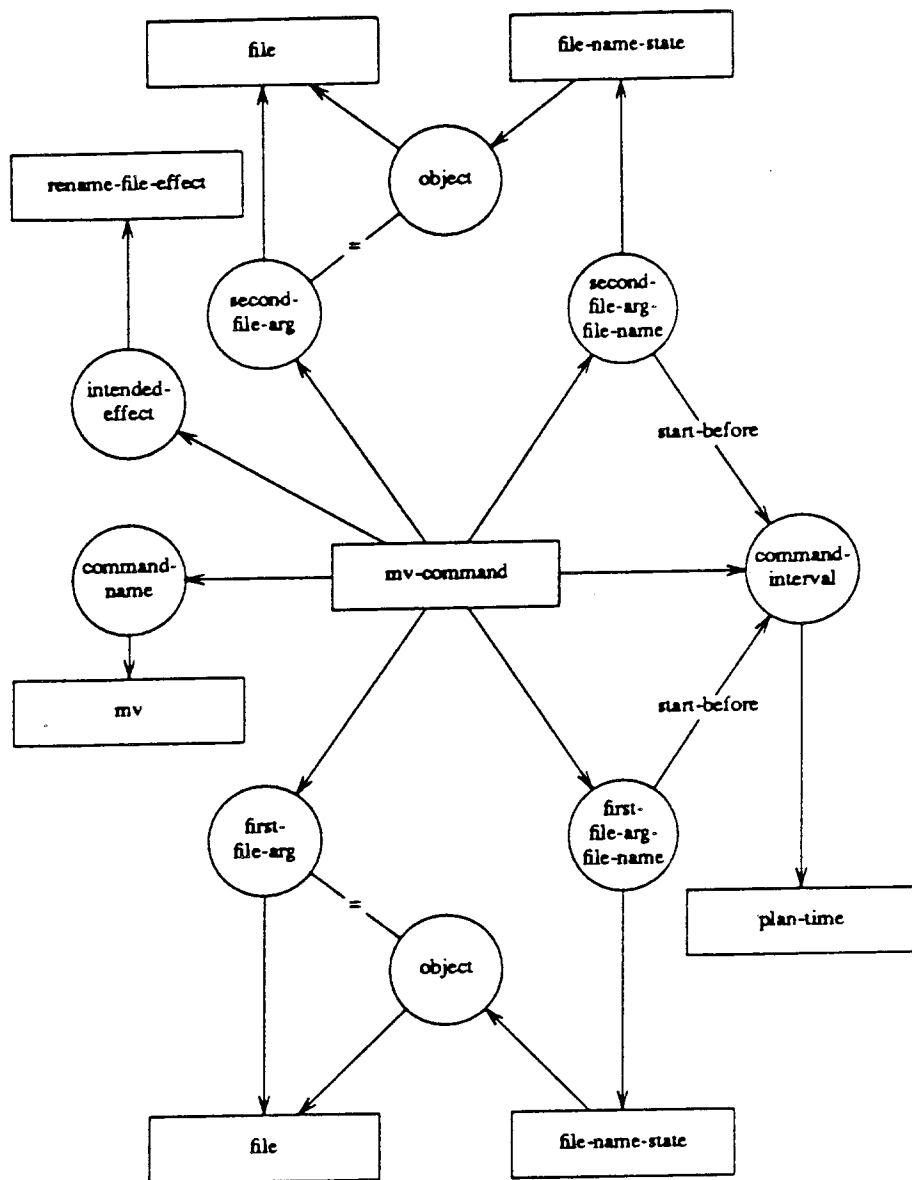 file
file-name-state
rename-file-effect
object
=
second-
file-arg
second-
file-arg-
file-name
intended-
effect
start-before
command-
name
mv-command
command-
interval
mv
start-before
first-
file-arg
first-
file-arg-
file-name
=
plan-time
object
file
file-name-state